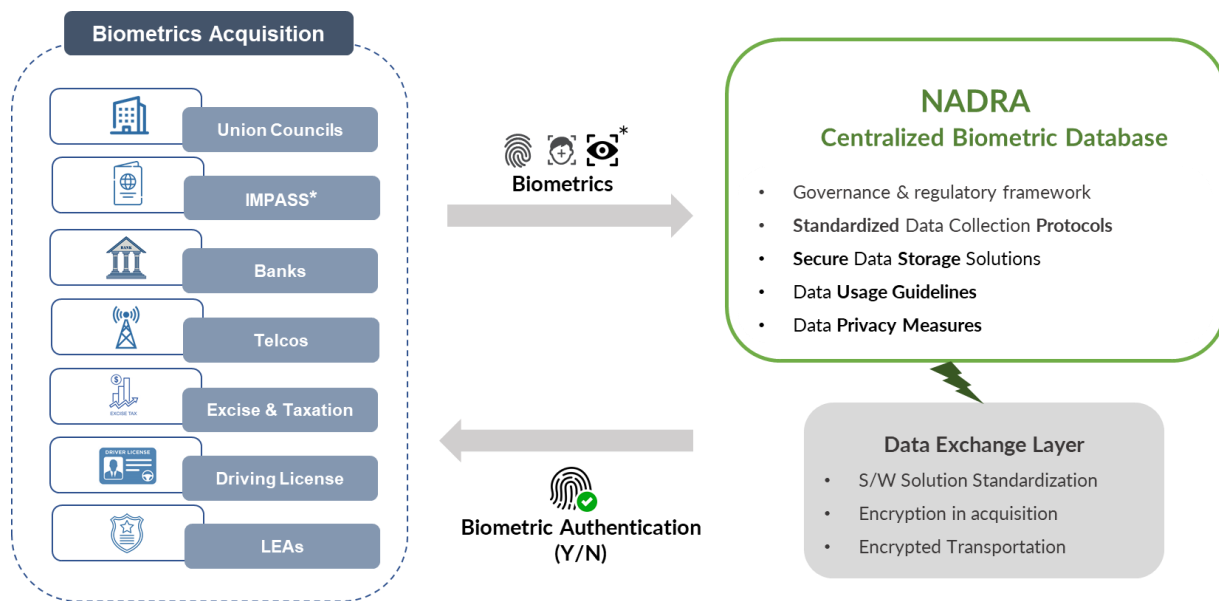 Biometrics Acquisition
Union Councils
IMPASS*
BANK
Banks
Telcos
$
EXCISE TAX
Excise & Taxation
DRIVER LICENSE
Driving License
LEAs
*
Biometrics
Biometric Authentication
(Y/N)
NADRA
Centralized Biometric Database
• Governance & regulatory framework
• Standardized Data Collection Protocols
• Secure Data Storage Solutions
• Data Usage Guidelines
• Data Privacy Measures
Data Exchange Layer
• S/W Solution Standardization
• Encryption in acquisition
• Encrypted Transportation